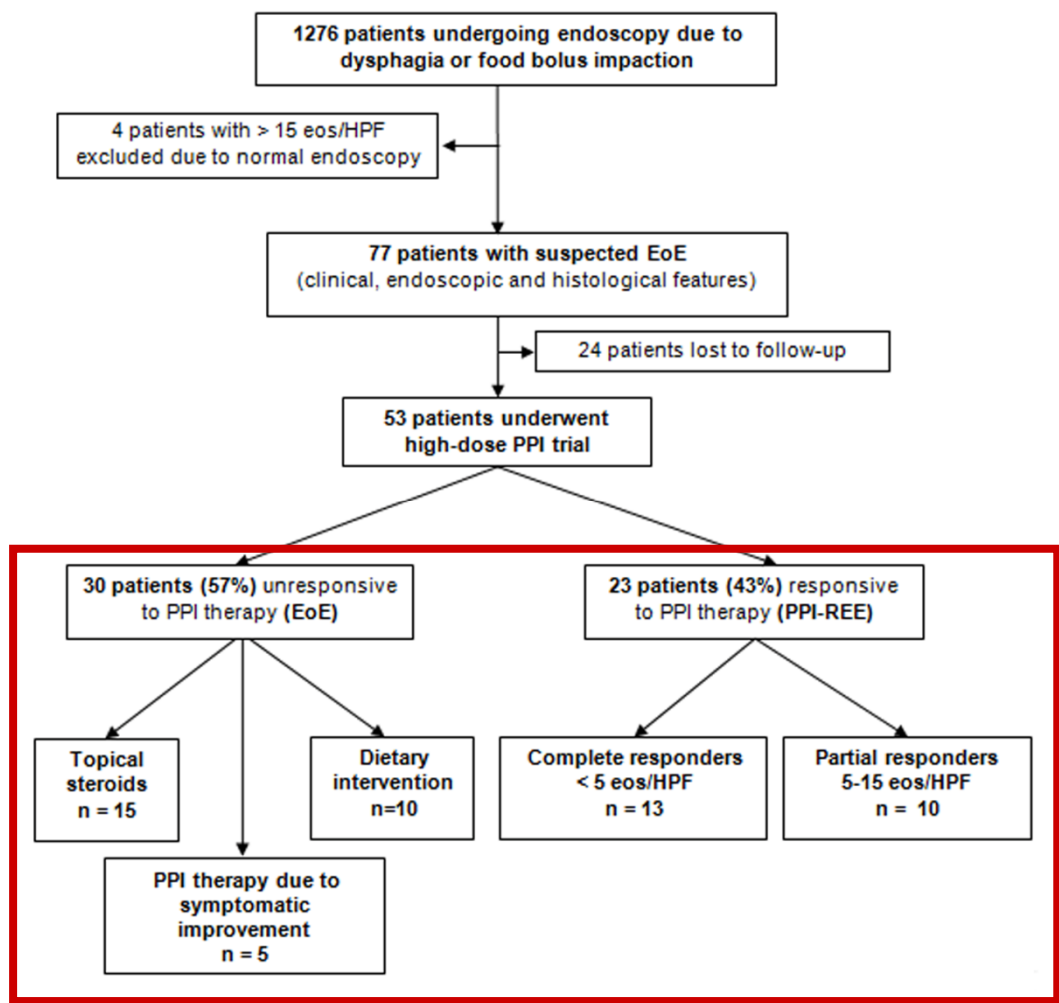 1276 patients undergoing endoscopy due to
dysphagia or food bolus impaction
4 patients with > 15 eos/HPF
excluded due to normal endoscopy
77 patients with suspected EoE
(clinical, endoscopic and histological features)
24 patients lost to follow-up
53 patients underwent
high-dose PPI trial
30 patients (57%) unresponsive
to PPI therapy (EoE)
23 patients (43%) responsive
to PPI therapy (PPI-REE)
Topical
steroids
n = 15
PPI therapy due to
symptomatic
improvement
n = 5
Dietary
intervention
n=10
Complete responders
< 5 eos/HPF
n = 13
Partial responders
5-15 eos/HPF
n = 10